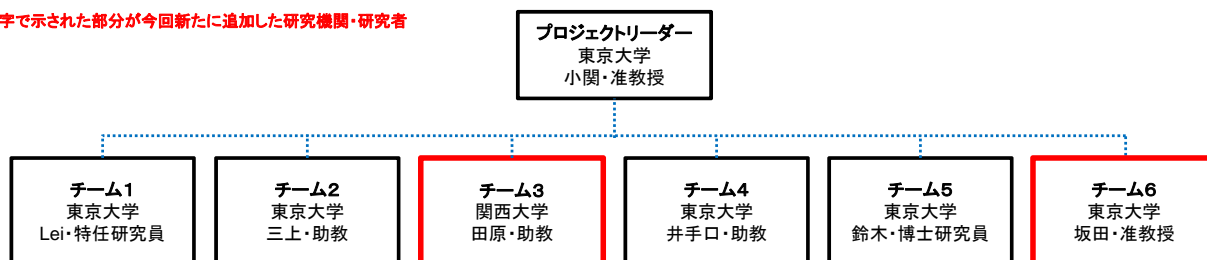 字で示された部分が今回新たに追加した研究機関・研究者
プロジェクトリーダー
東京大学
小関・准教授
チーム1
東京大学
Lei・特任研究員
チーム2
東京大学
三上・助教
チーム3
関西大学
田原・助教
チーム4
東京大学
井手口・助教
チーム5
東京大学
鈴木・博士研究員
チーム6
東京大学
坂田・准教授